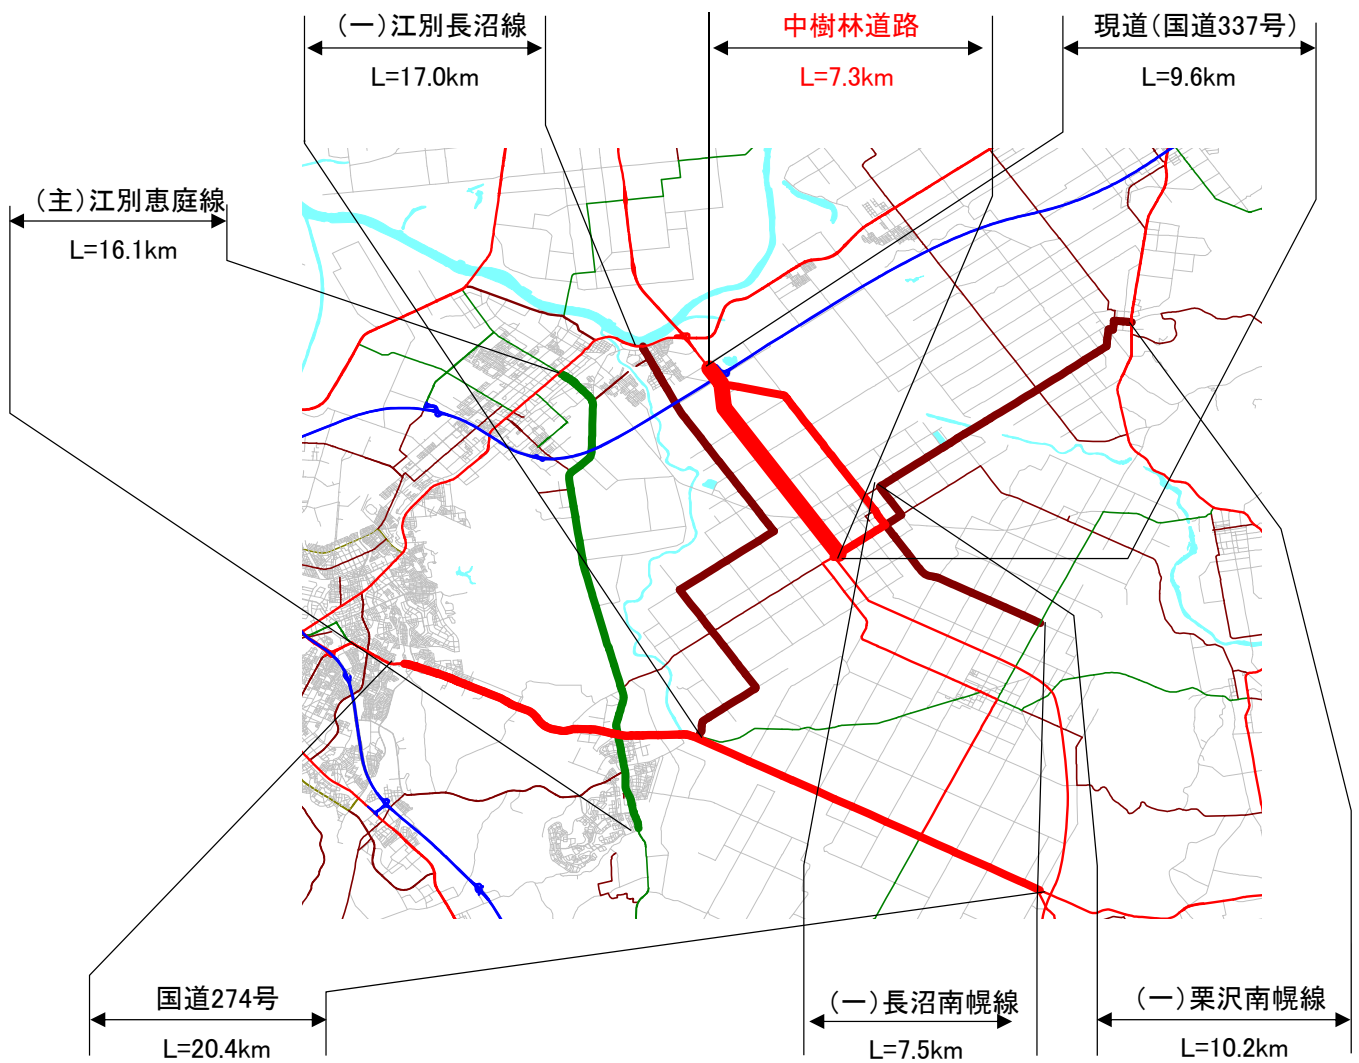 (一)江別長沼線
L=17.0km
中樹林道路
L=7.3km
現道(国道337号)
L=9.6km
(主)江別恵庭線
L=16.1km
国道274号
L=20.4km
(一)長沼南幌線
L=7.5km
(一)栗沢南幌線
L=10.2km